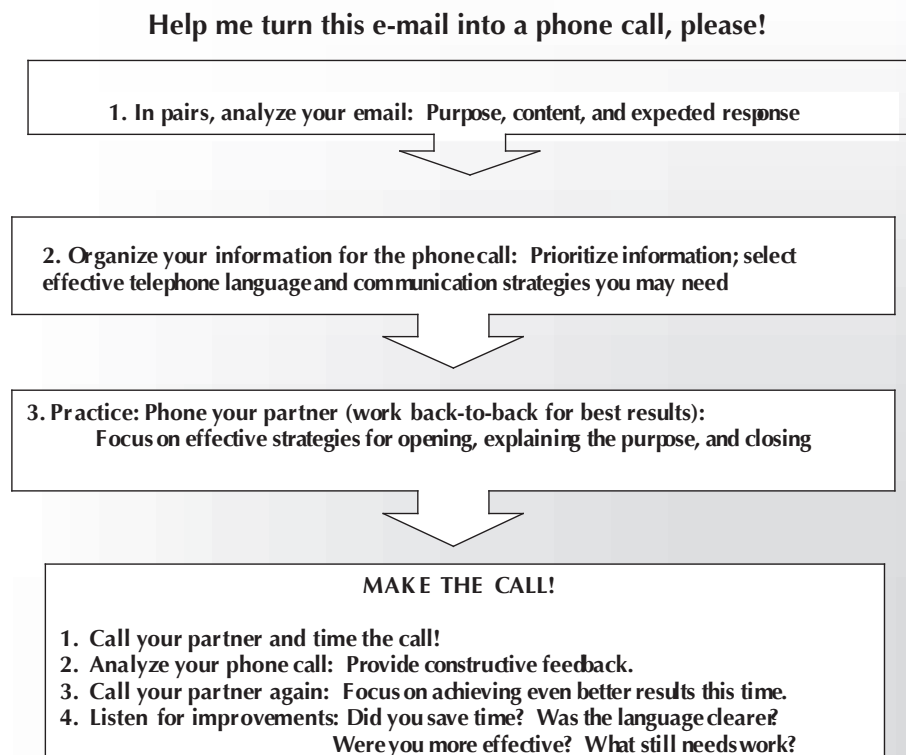 Help me turn this e-mail into a phone call, please!
1. In pairs, analyze your email: Purpose, content, and expected response
2. Organize your information for the phone call: Prioritize information; select
effective telephone language and communication strategies you may need
3. Practice: Phone your partner (work back-to-back for best results):
Focus on effective strategies for opening, explaining the purpose, and closing
MAKE THE CALL!
1. Call your partner and time the call!
2. Analyze your phone call: Provide constructive feedback.
3. Call your partner again: Focus on achieving even better results this time.
4. Listen for improvements: Did you save time? Was the language clearer?
Were you more effective? What still needs work?